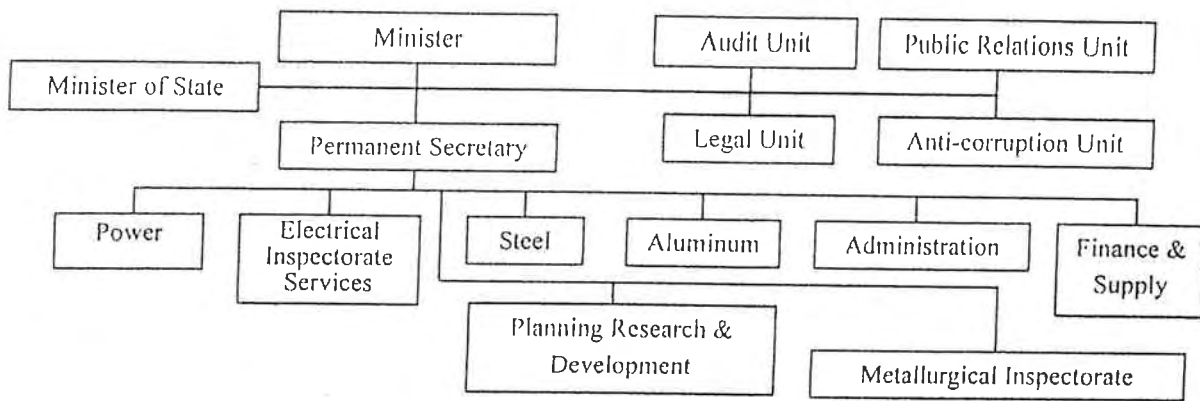 Minister
Audit Unit
Public Relations Unit
Minister of State
Permanent Secretary
Legal Unit
Anti-corruption Unit
Power
Electrical
Inspectorate
Services
Steel
Aluminum
Administration
Finance &
Supply
Planning Research &
Development
Metallurgical Inspectorate